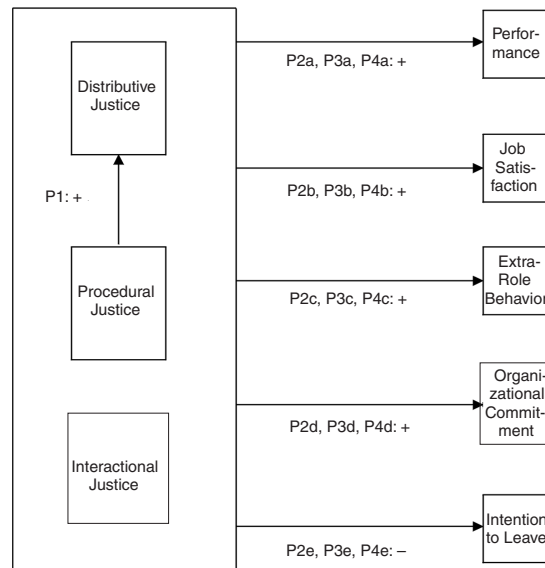 Perfor-
mance
P2a, P3a, P4a: +
Distributive
Justice
Job
Satis-
faction
P1: +
P2b, P3b, P4b: +
Extra-
Role
Behavior
Procedural
Justice
P2c, P3c, P4c: +
Organi-
zational
Commit-
ment
P2d, P3d, P4d: +
Interactional
Justice
Intention
to Leave
P2e, P3e, P4e: –